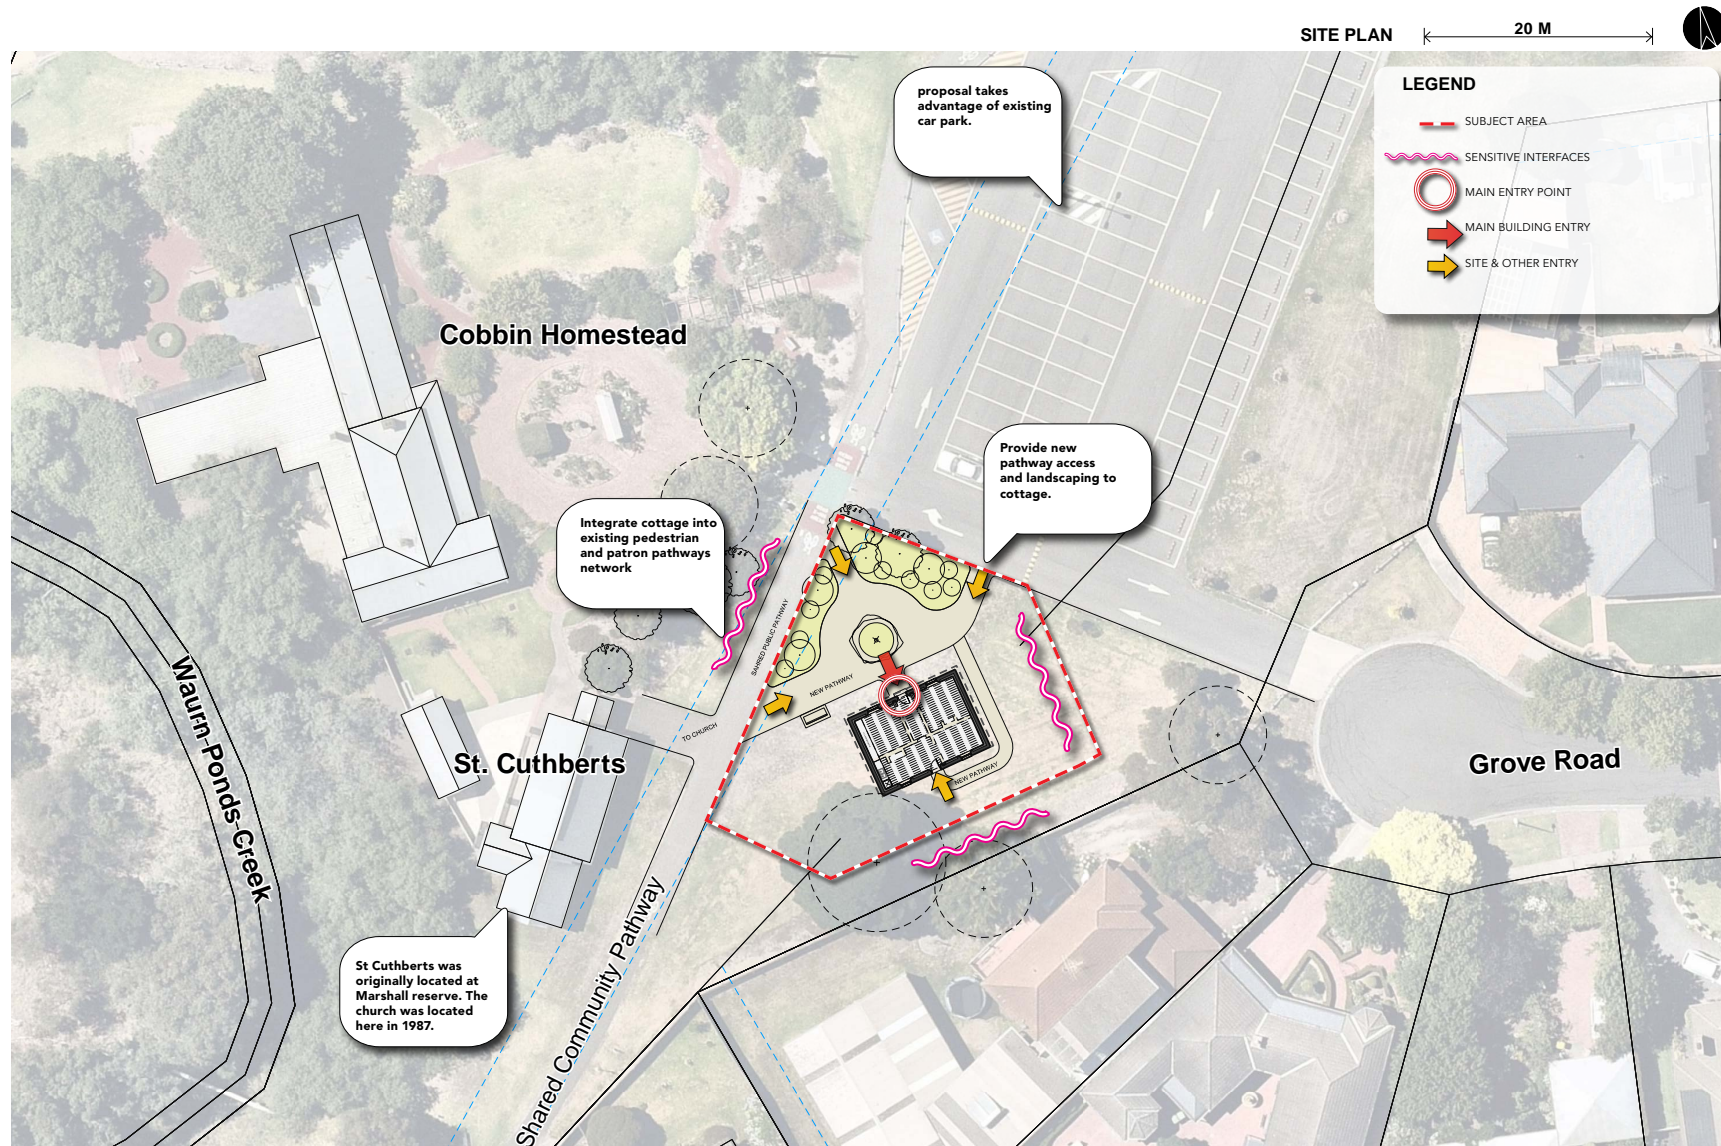 SITE PLAN
20 M
LEGEND
SUBJECT AREA
SENSITIVE INTERFACES
MAIN ENTRY POINT
MAIN BUILDING ENTRY
SITE & OTHER ENTRY
proposal takes
advantage of existing
car park.
Cobbin Homestead
Provide new
pathway access
and landscaping to
cottage.
Integrate cottage into
existing pedestrian
and patron pathways
network
SAHRED PUBLIC PATHWAY
NEW PATHWAY
TO CHURCH
NEW PATHWAY
Waurn Ponds Creek
St. Cuthberts
Grove Road
St Cuthberts was
originally located at
Marshall reserve. The
church was located
here in 1987.
Shared Community Pathway